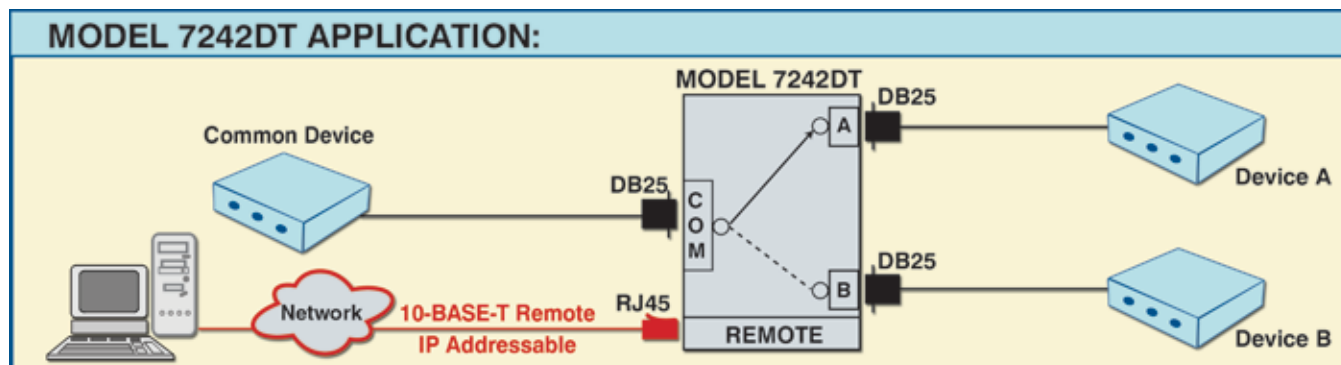 MODEL 7242DT APPLICATION:
MODEL 7242DT
Common Device
DB25
COM
A
DB25
Device A
B
DB25
Device B
Network
10-BASE-T Remote
IP Addressable
RJ45
REMOTE